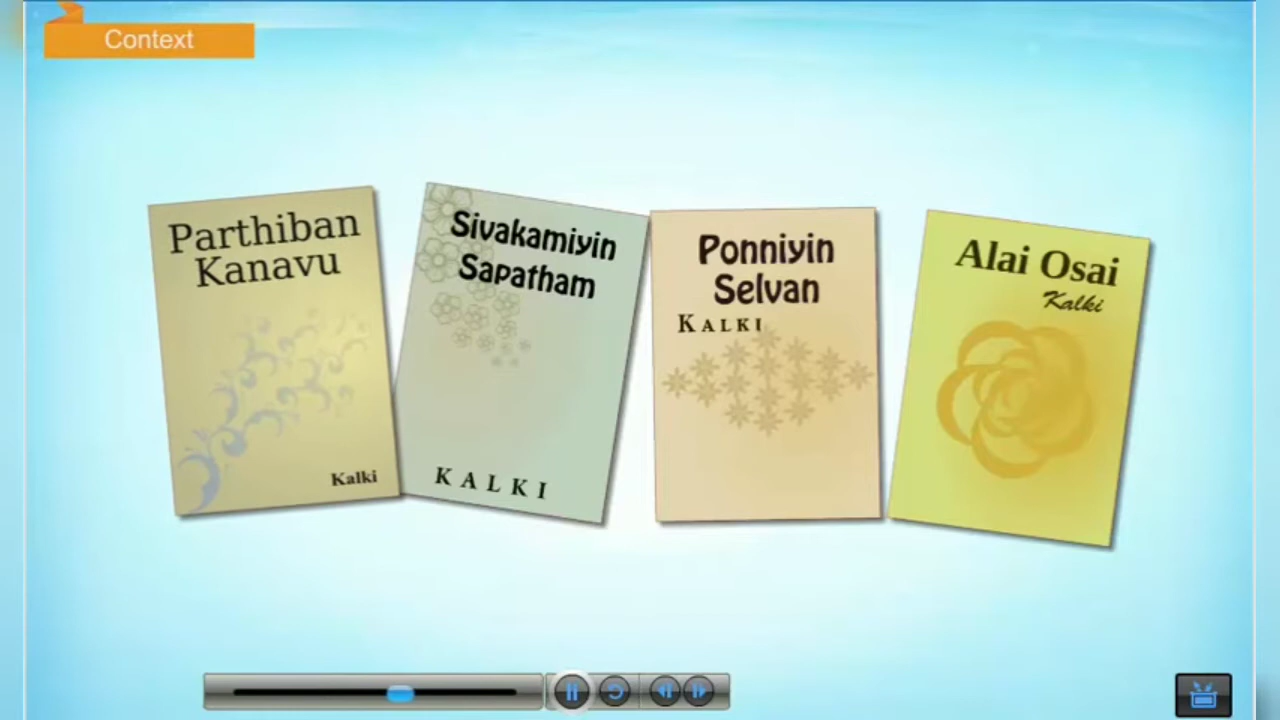 Context
Parthiban
Kanavu
Kalki
Sivakamiyin
Sapatham
KALKI
Ponniyin
Selvan
KALKI
Alai Osai
Kalki